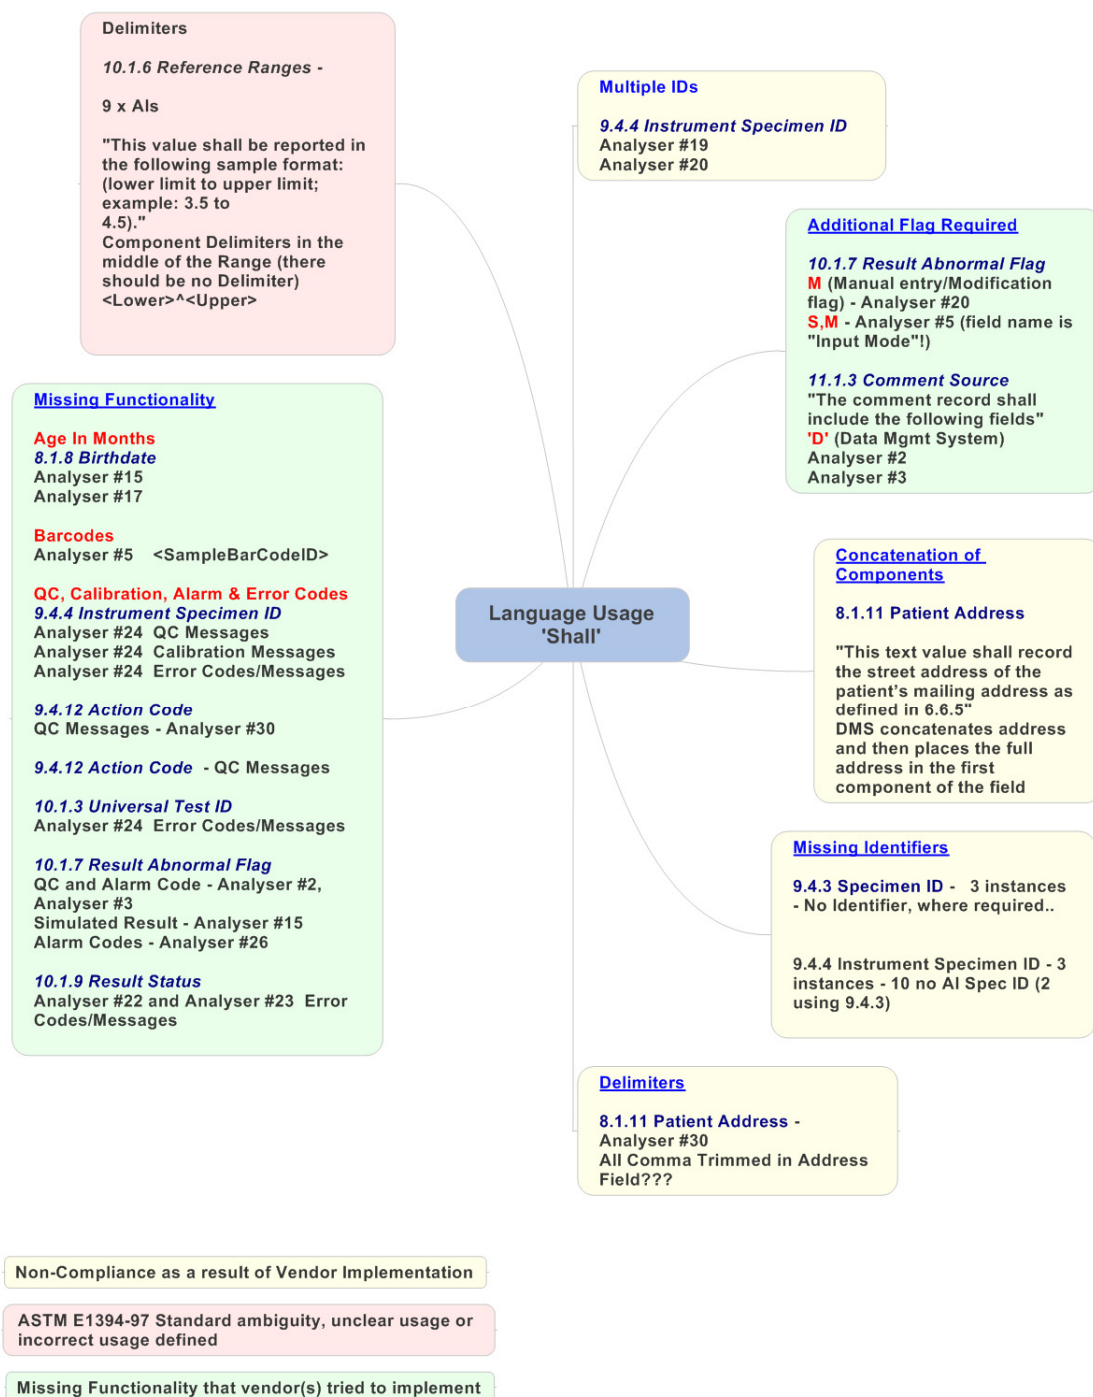 Delimiters
10.1.6 Reference Ranges -
9 x AIs
"This value shall be reported in
the following sample format:
(lower limit to upper limit;
example: 3.5 to
4.5)."
Component Delimiters in the
middle of the Range (there
should be no Delimiter)
<Lower>^<Upper>
Missing Functionality
Age In Months
8.1.8 Birthdate
Analyser #15
Analyser #17
Barcodes
Analyser #5 <SampleBarCodeID>
QC, Calibration, Alarm & Error Codes
9.4.4 Instrument Specimen ID
Analyser #24 QC Messages
Analyser #24 Calibration Messages
Analyser #24 Error Codes/Messages
9.4.12 Action Code
QC Messages - Analyser #30
9.4.12 Action Code - QC Messages
10.1.3 Universal Test ID
Analyser #24 Error Codes/Messages
10.1.7 Result Abnormal Flag
QC and Alarm Code - Analyser #2,
Analyser #3
Simulated Result - Analyser #15
Alarm Codes - Analyser #26
10.1.9 Result Status
Analyser #22 and Analyser #23 Error
Codes/Messages
Language Usage
'Shall'
Multiple IDs
9.4.4 Instrument Specimen ID
Analyser #19
Analyser #20
Additional Flag Required
10.1.7 Result Abnormal Flag
M (Manual entry/Modification
flag) - Analyser #20
S,M - Analyser #5 (field name is
"Input Mode"!)
11.1.3 Comment Source
"The comment record shall
include the following fields"
'D' (Data Mgmt System)
Analyser #2
Analyser #3
Concatenation of
Components
8.1.11 Patient Address
"This text value shall record
the street address of the
patient's mailing address as
defined in 6.6.5"
DMS concatenates address
and then places the full
address in the first
component of the field
Missing Identifiers
9.4.3 Specimen ID - 3 instances
- No Identifier, where required..
9.4.4 Instrument Specimen ID - 3
instances - 10 no AI Spec ID (2
using 9.4.3)
Delimiters
8.1.11 Patient Address -
Analyser #30
All Comma Trimmed in Address
Field???
Non-Compliance as a result of Vendor Implementation
ASTM E1394-97 Standard ambiguity, unclear usage or
incorrect usage defined
Missing Functionality that vendor(s) tried to implement